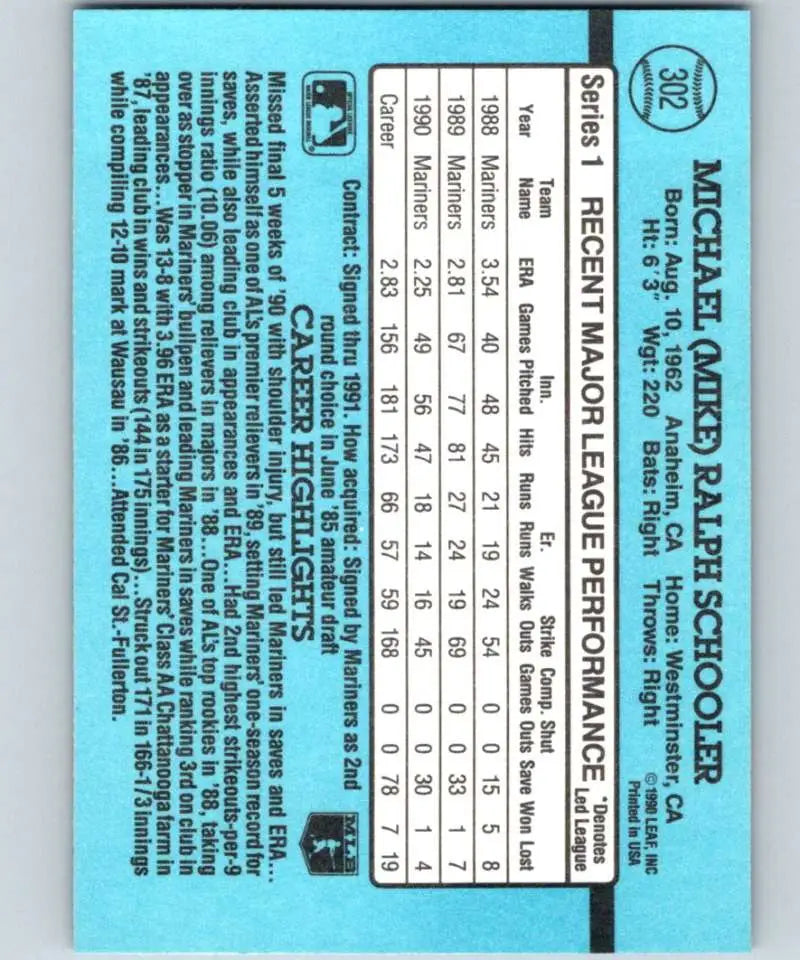 302
MICHAEL (MIKE) RALPH SCHOOLER
Born: Aug. 10, 1962 Anaheim, CA Home: Westminster, CA
Ht: 6'3" Wgt: 220 Bats: Right Throws: Right
© 1990 LEAF, INC
Printed in USA
Series 1 RECENT MAJOR LEAGUE PERFORMANCE *Denotes
Led League
Team Inn. Er. Strike Comp. Shut
Year Name ERA Games Pitched Hits Runs Runs Walks Outs Games Outs Save Won Lost
1988 Mariners 3.54 40 48 45 21 19 24 54 0 0 15 5 8
1989 Mariners 2.81 67 77 81 27 24 19 69 0 0 33 1 7
1990 Mariners 2.25 49 56 47 18 14 16 45 0 0 30 1 4
Career 2.83 156 181 173 66 57 59 168 0 0 78 7 19
Contract: Signed thru 1991. How acquired: Signed by Mariners as 2nd
round choice in June '85 amateur draft
MLB
CAREER HIGHLIGHTS
Missed final 5 weeks of '90 with shoulder injury, but still led Mariners in saves and ERA...
Asserted himself as one of AL's premier relievers in '89, setting Mariners' one-season record for
saves, while also leading club in appearances and ERA...Had 2nd highest strikeouts-per-9
innings ratio (10.06) among relievers in majors in '88...One of AL's top rookies in '88, taking
over as stopper in Mariners' bullpen and leading Mariners in saves while ranking 3rd on club in
appearances...Was 13-8 with 3.96 ERA as a starter for Mariners' Class AA Chattanooga farm in
'87, leading club in wins and strikeouts (144 in 175 innings)...Struck out 171 in 166-1/3 innings
while compiling 12-10 mark at Wausau in '86...Attended Cal St.-Fullerton.